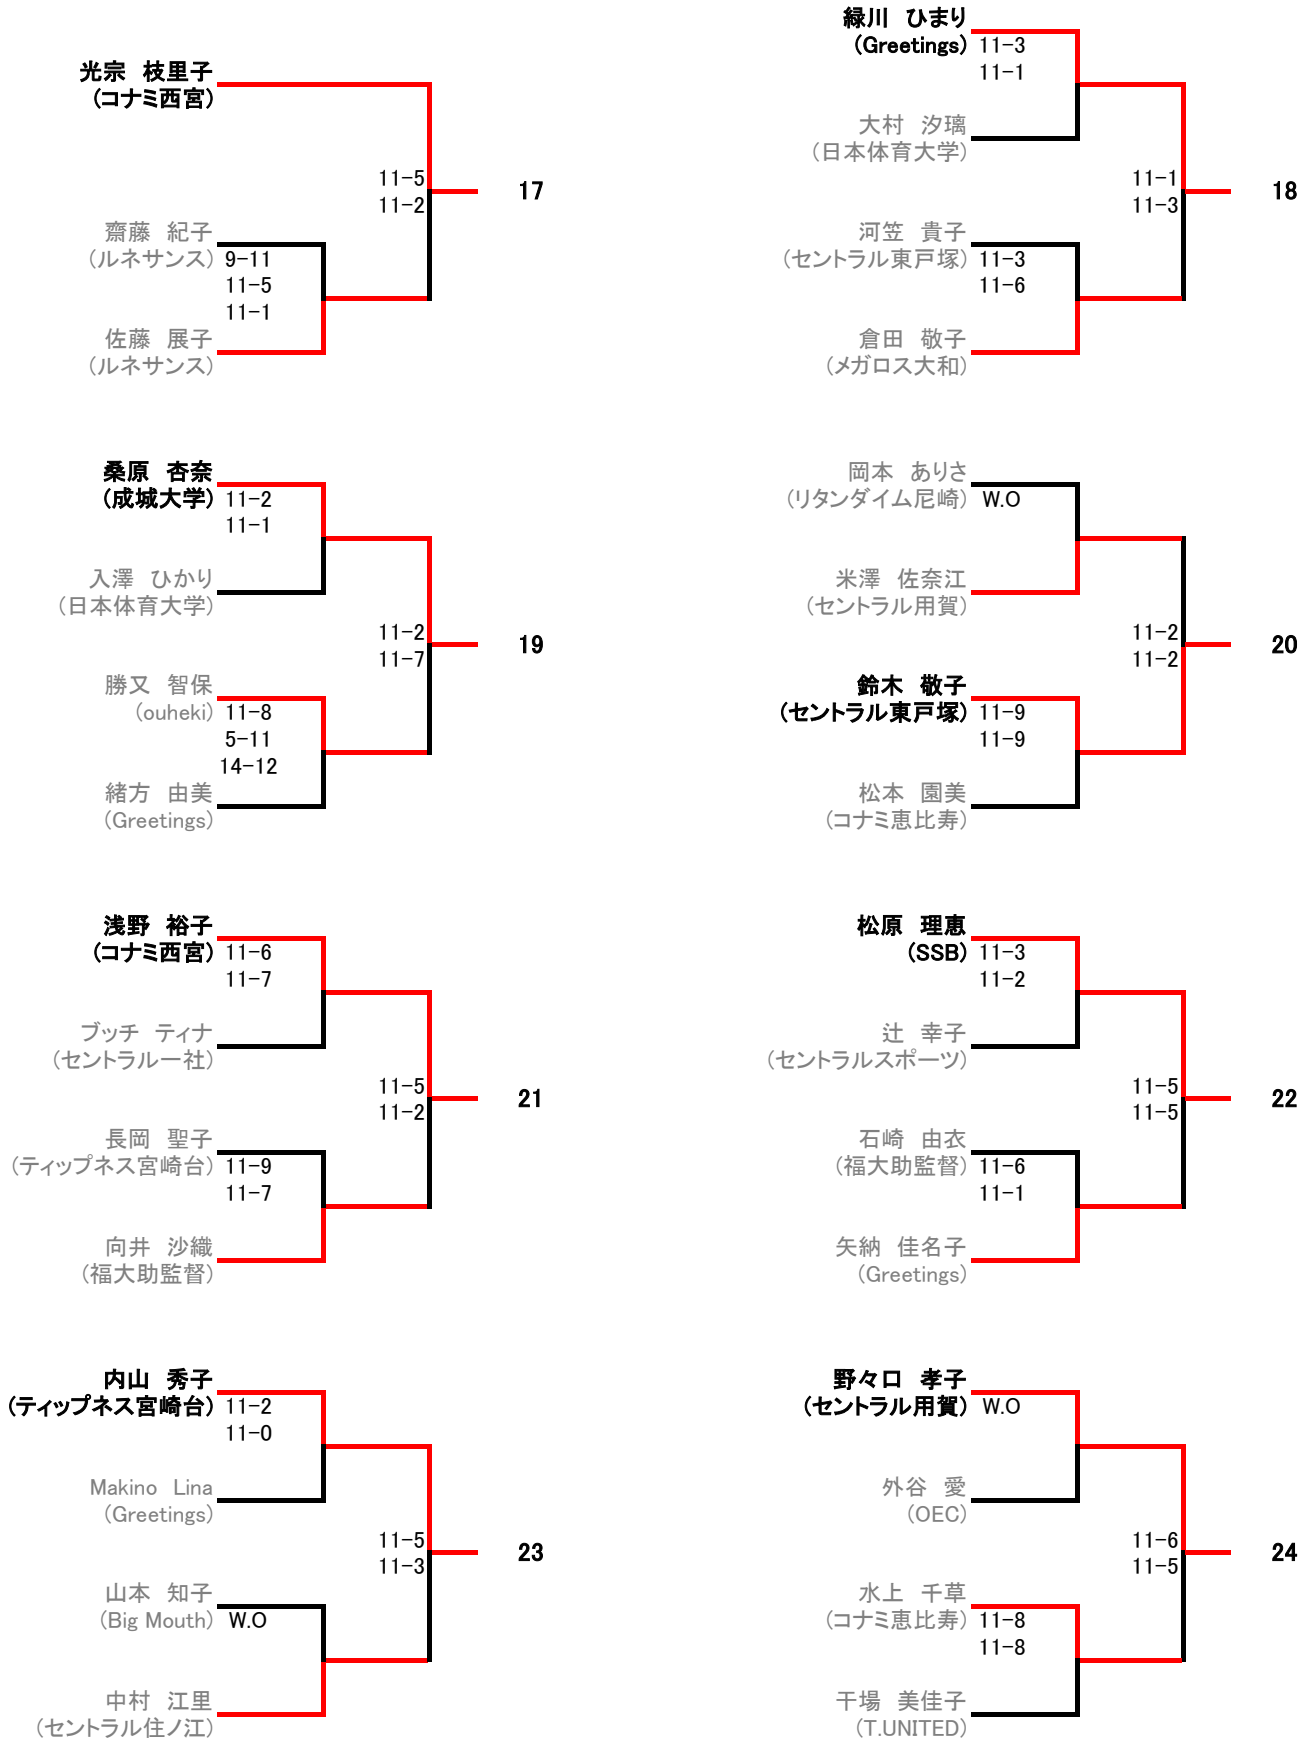 光宗　枝里子
(コナミ西宮)
11-5
11-2
17
齋藤　紀子
(ルネサンス)
9-11
11-5
11-1
佐藤　展子
(ルネサンス)
緑川　ひまり
(Greetings)
11-3
11-1
大村　汐璃
(日本体育大学)
11-1
11-3
18
河笠　貴子
(セントラル東戸塚)
11-3
11-6
倉田　敬子
(メガロス大和)
桑原　杏奈
(成城大学)
11-2
11-1
入澤　ひかり
(日本体育大学)
11-2
11-7
19
勝又　智保
(ouheki)
11-8
5-11
14-12
緒方　由美
(Greetings)
岡本　ありさ
(リタンダイム尼崎)
W.O
米澤　佐奈江
(セントラル用賀)
11-2
11-2
20
鈴木　敬子
(セントラル東戸塚)
11-9
11-9
松本　園美
(コナミ恵比寿)
浅野　裕子
(コナミ西宮)
11-6
11-7
ブッチ　ティナ
(セントラル一社)
11-5
11-2
21
長岡　聖子
(ティップネス宮崎台)
11-9
11-7
向井　沙織
(福大助監督)
松原　理恵
(SSB)
11-3
11-2
辻　幸子
(セントラルスポーツ)
11-5
11-5
22
石崎　由衣
(福大助監督)
11-6
11-1
矢納　佳名子
(Greetings)
内山　秀子
(ティップネス宮崎台)
11-2
11-0
Makino　Lina
(Greetings)
11-5
11-3
23
山本　知子
(Big Mouth)
W.O
中村　江里
(セントラル住ノ江)
野々口　孝子
(セントラル用賀)
W.O
外谷　愛
(OEC)
11-6
11-5
24
水上　千草
(コナミ恵比寿)
11-8
11-8
干場　美佳子
(T.UNITED)